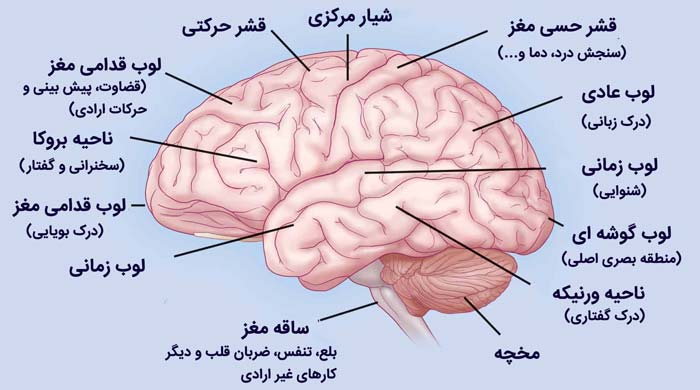 شیار مرکزی
قشر حرکتی
قشر حسی مغز
(سنجش درد، دما و...)
لوب عادی
(درک زبانی)
لوب زمانی
(شنوایی)
لوب گوشه ای
(منطقه بصری اصلی)
ناحیه ورنیکه
(درک گفتاری)
مخچه
لوب قدامی مغز
(قضاوت، پیش بینی و
حرکات ارادی)
ناحیه بروکا
(سخنرانی و گفتار)
لوب قدامی مغز
(درک بویایی)
لوب زمانی
ساقه مغز
بلع، تنفس، ضربان قلب و دیگر
کارهای غیر ارادی